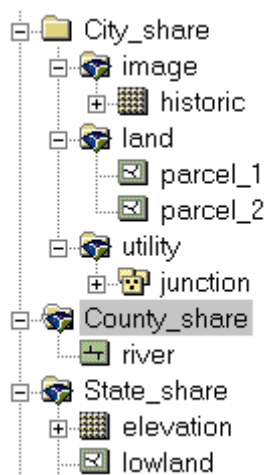 City_share
image
historic
land
parcel_1
parcel_2
utility
junction
County_share
river
State_share
elevation
lowland